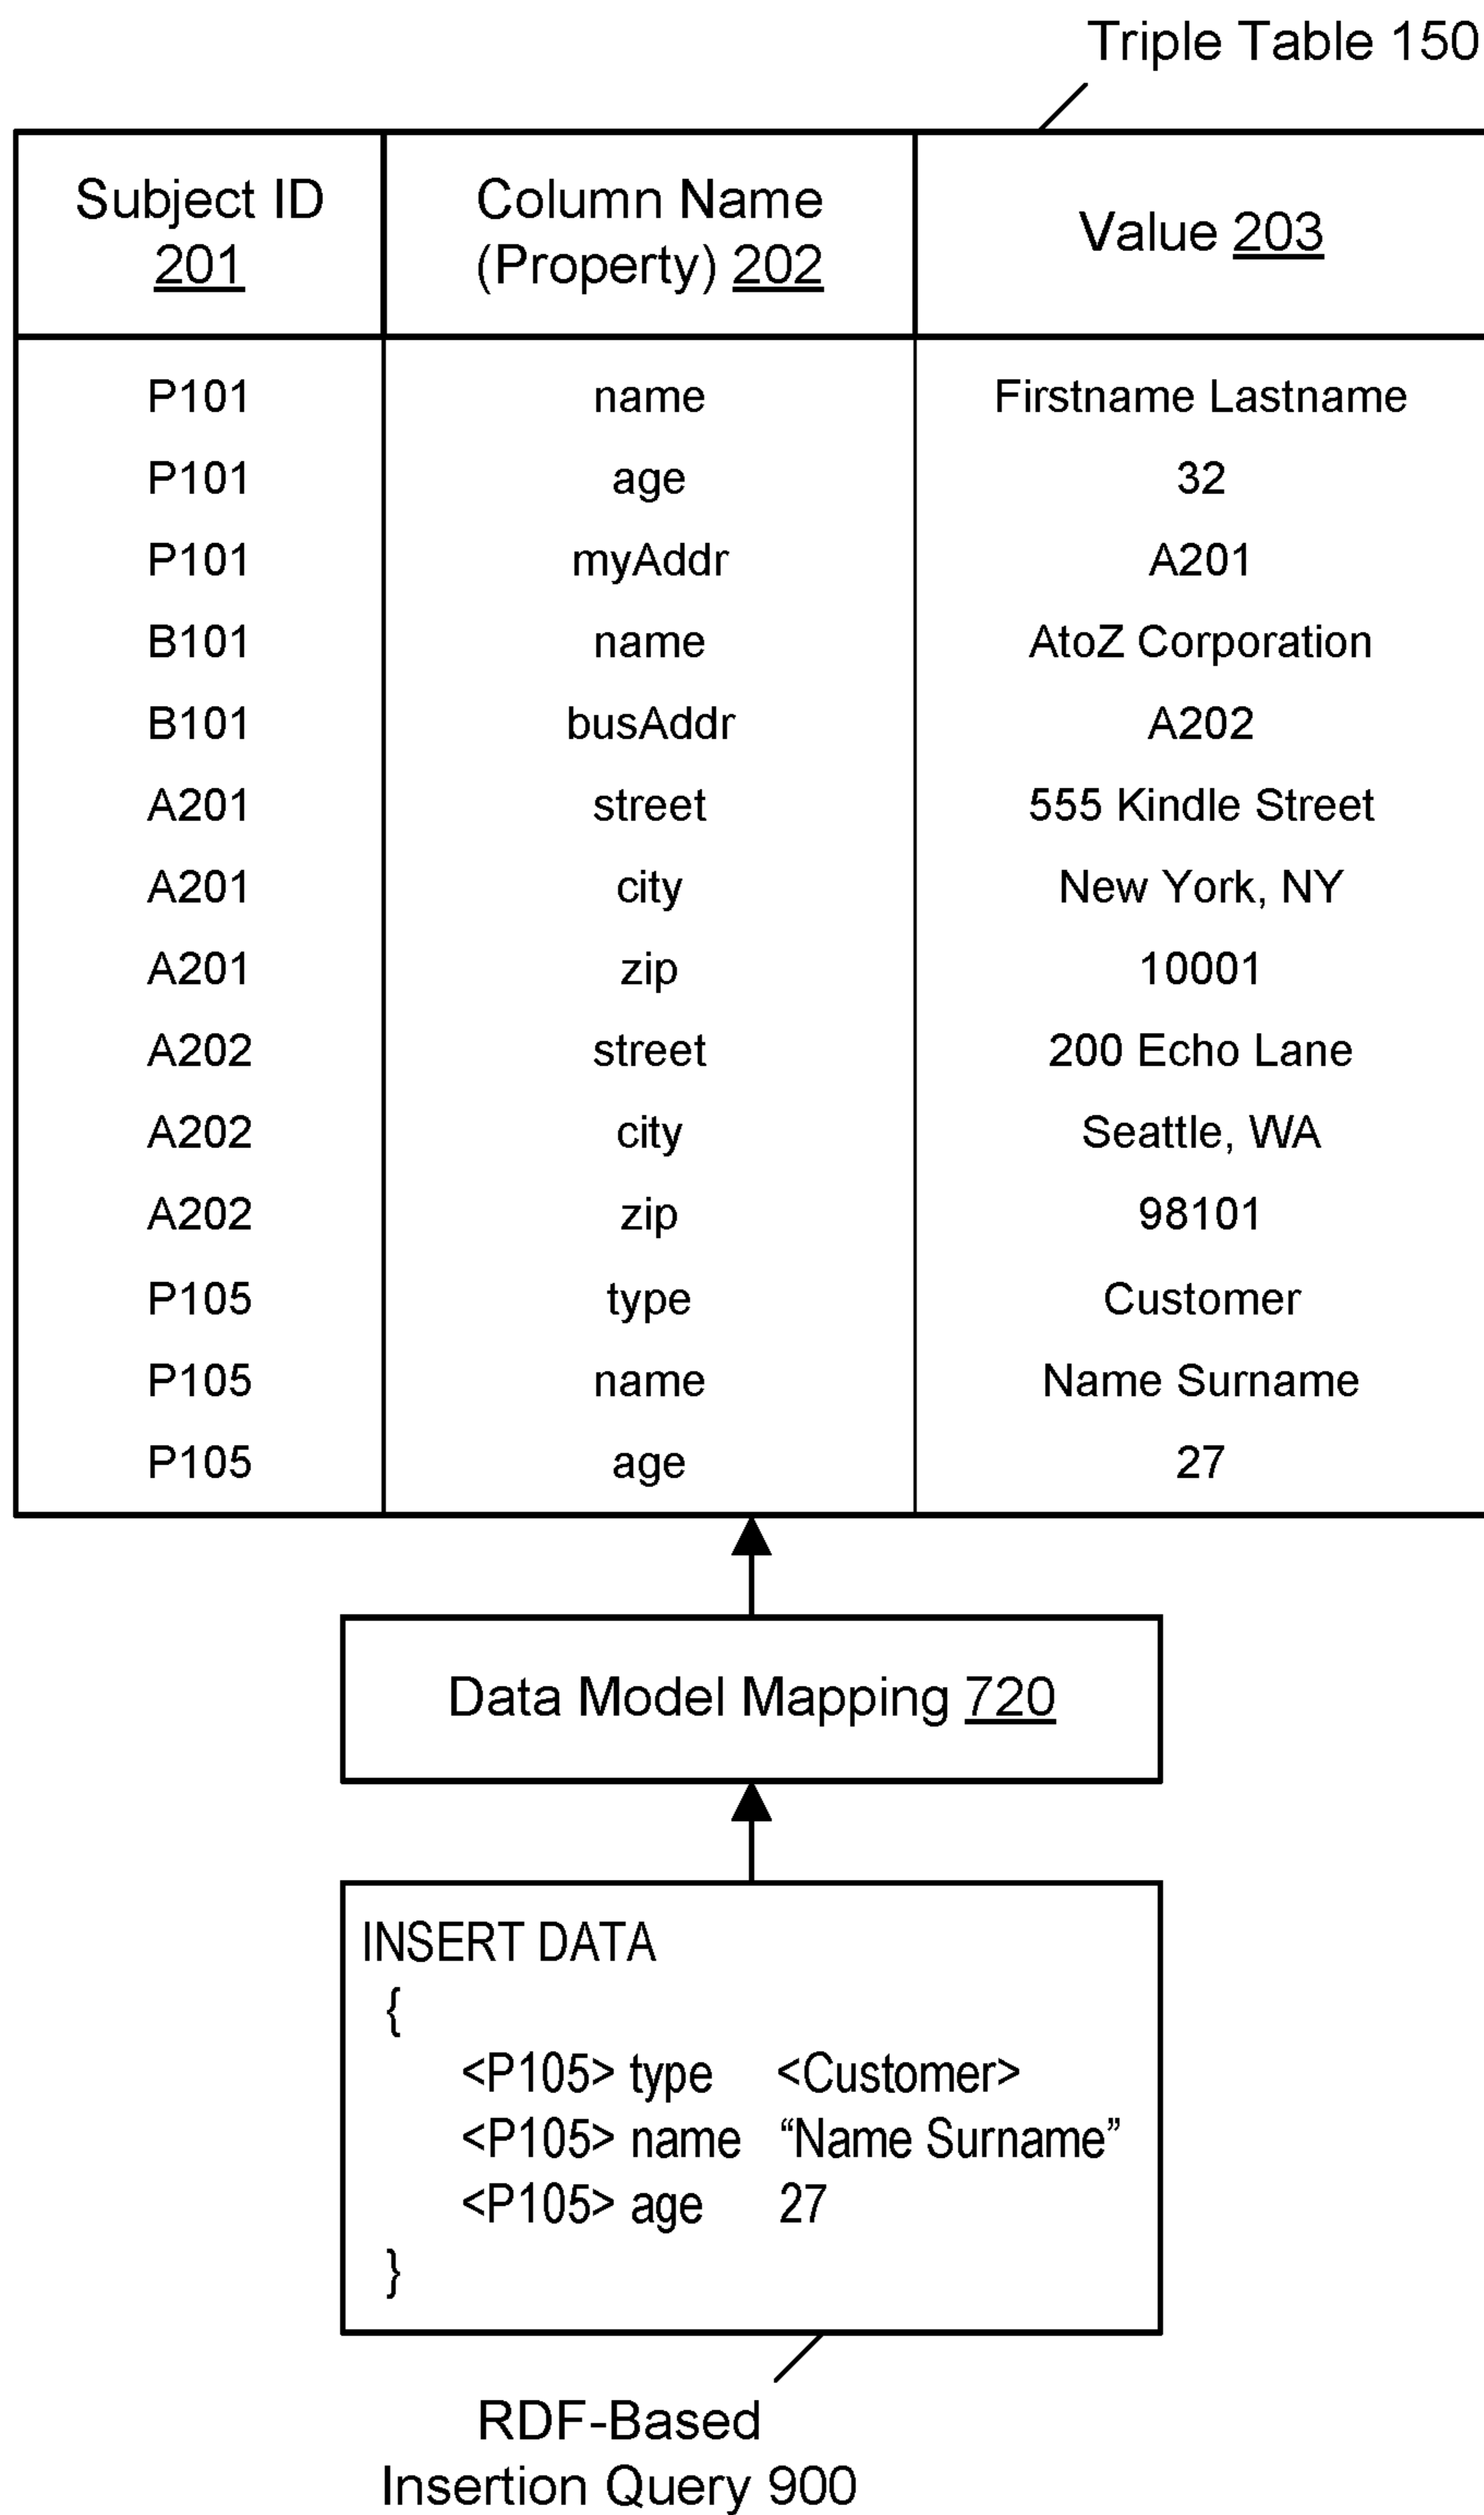 Triple Table 150
Subject ID 201 Column Name (Property) 202 Value 203
P101 name Firstname Lastname
P101 age 32
P101 myAddr A201
B101 name AtoZ Corporation
B101 busAddr A202
A201 street 555 Kindle Street
A201 city New York, NY
A201 zip 10001
A202 street 200 Echo Lane
A202 city Seattle, WA
A202 zip 98101
P105 type Customer
P105 name Name Surname
P105 age 27
Data Model Mapping 720
INSERT DATA
{
<P105> type <Customer>
<P105> name “Name Surname”
<P105> age 27
}
RDF-Based
Insertion Query 900